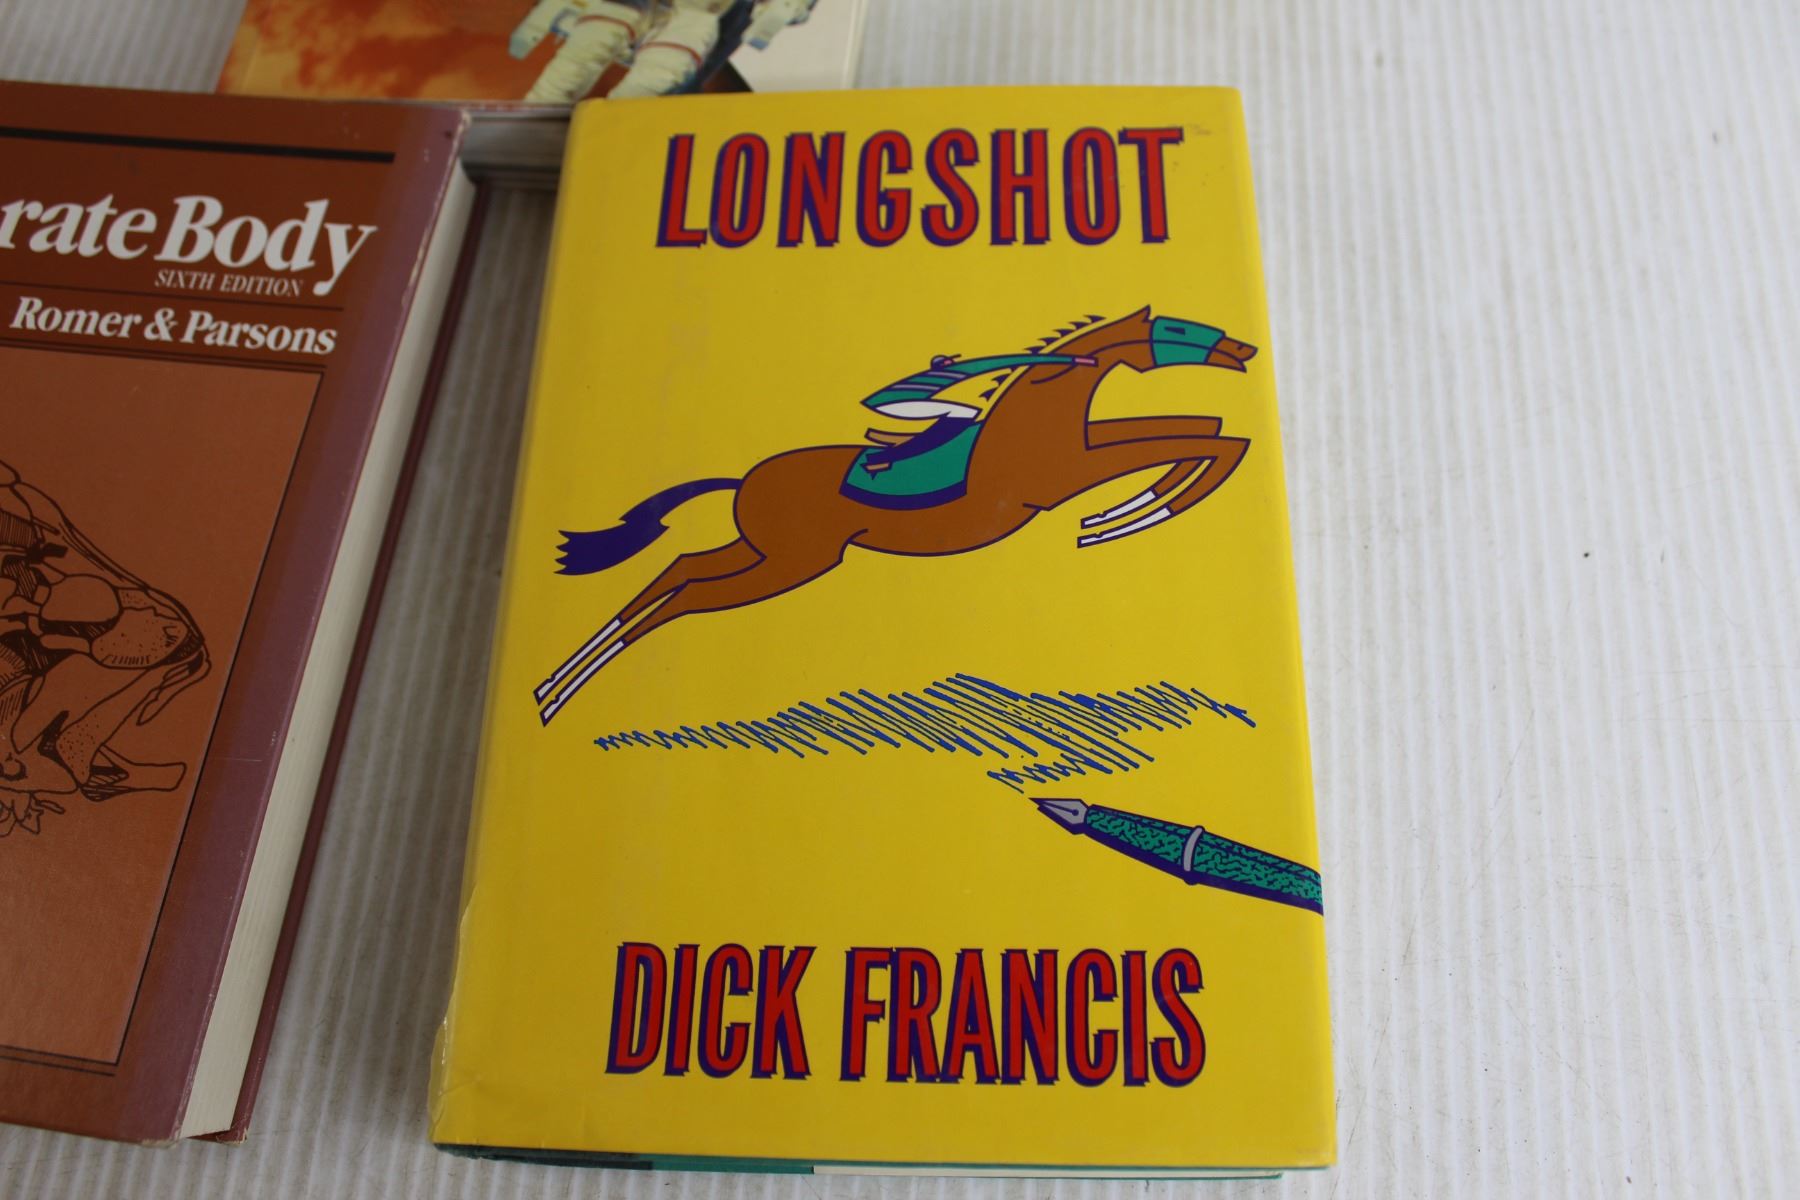 LONGSHOT
DICK FRANCIS
rate Body
SIXTH EDITION
Romer & Parsons